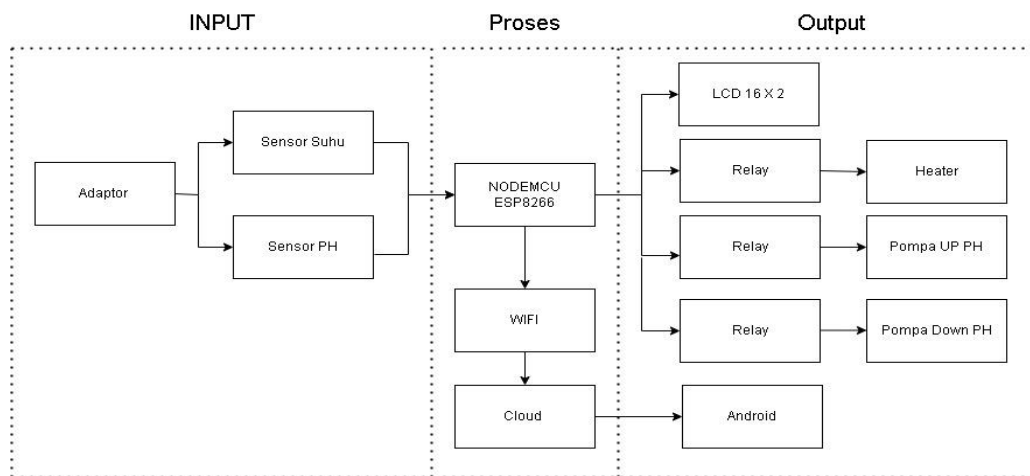 INPUT
Proses
Output
Adaptor
Sensor Suhu
Sensor PH
NODEMCU
ESP8266
WIFI
Cloud
LCD 16 X 2
Relay
Heater
Relay
Pompa UP PH
Relay
Pompa Down PH
Android